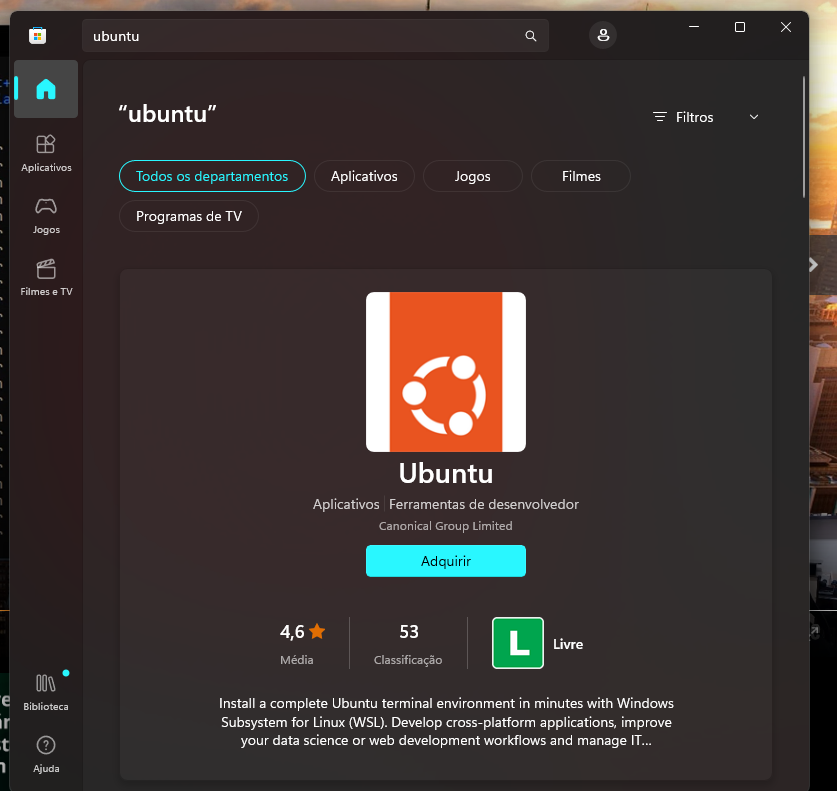 ubuntu
Aplicativos
Jogos
Filmes e TV
Biblioteca
Ajuda
“ubuntu”
Filtros
Todos os departamentos
Aplicativos
Jogos
Filmes
Programas de TV
Ubuntu
Aplicativos Ferramentas de desenvolvedor
Canonical Group Limited
Adquirir
4,6
Média
53
Classificação
L
Livre
Install a complete Ubuntu terminal environment in minutes with Windows
Subsystem for Linux (WSL). Develop cross-platform applications, improve
your data science or web development workflows and manage IT...